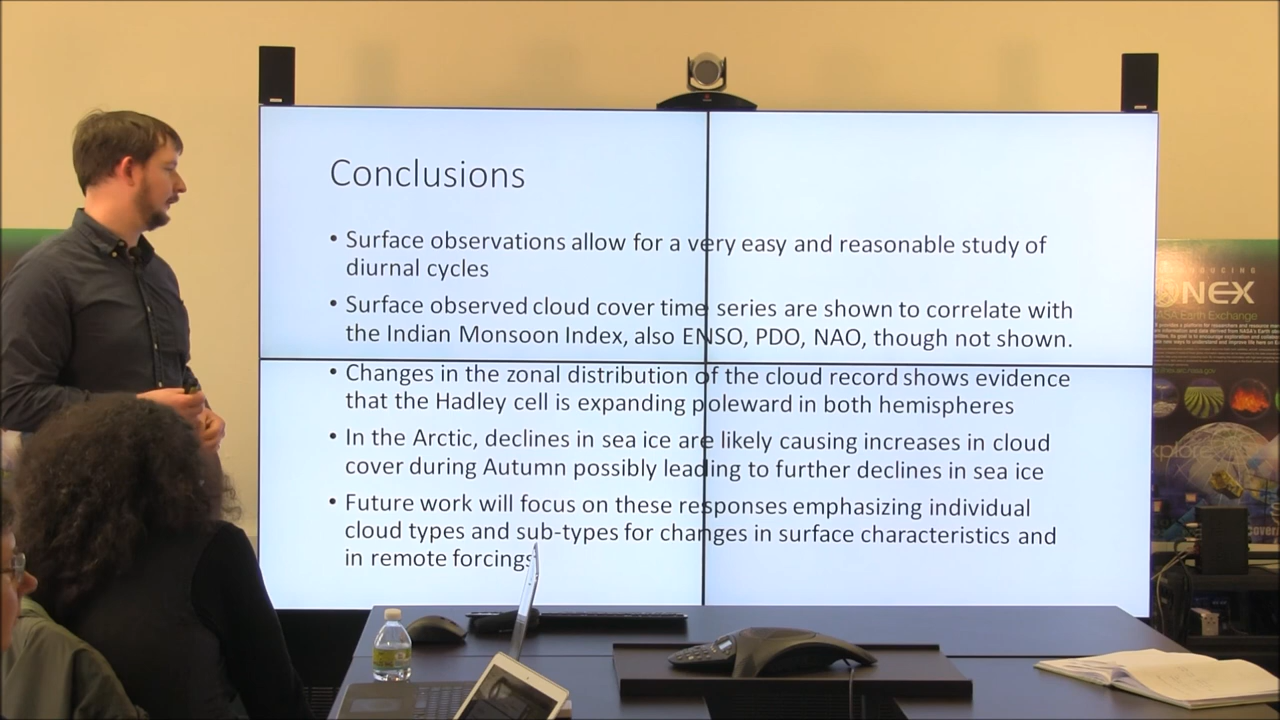 Conclusions
• Surface observations allow for a very easy and reasonable study of
diurnal cycles
• Surface observed cloud cover time series are shown to correlate with
the Indian Monsoon Index, also ENSO, PDO, NAO, though not shown.
• Changes in the zonal distribution of the cloud record shows evidence
that the Hadley cell is expanding poleward in both hemispheres
• In the Arctic, declines in sea ice are likely causing increases in cloud
cover during Autumn possibly leading to further declines in sea ice
• Future work will focus on these responses emphasizing individual
cloud types and sub-types for changes in surface characteristics and
in remote forcings
NEX
Earth Exchange